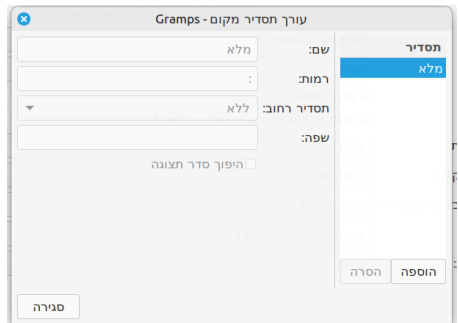 עורך תסדיר מקום - Gramps
תסדיר
מלא
שם: מלא
רמות: :
תסדיר רחוב: ללא
שפה:
היפוך סדר תצוגה
הוספה
הסרה
סגירה